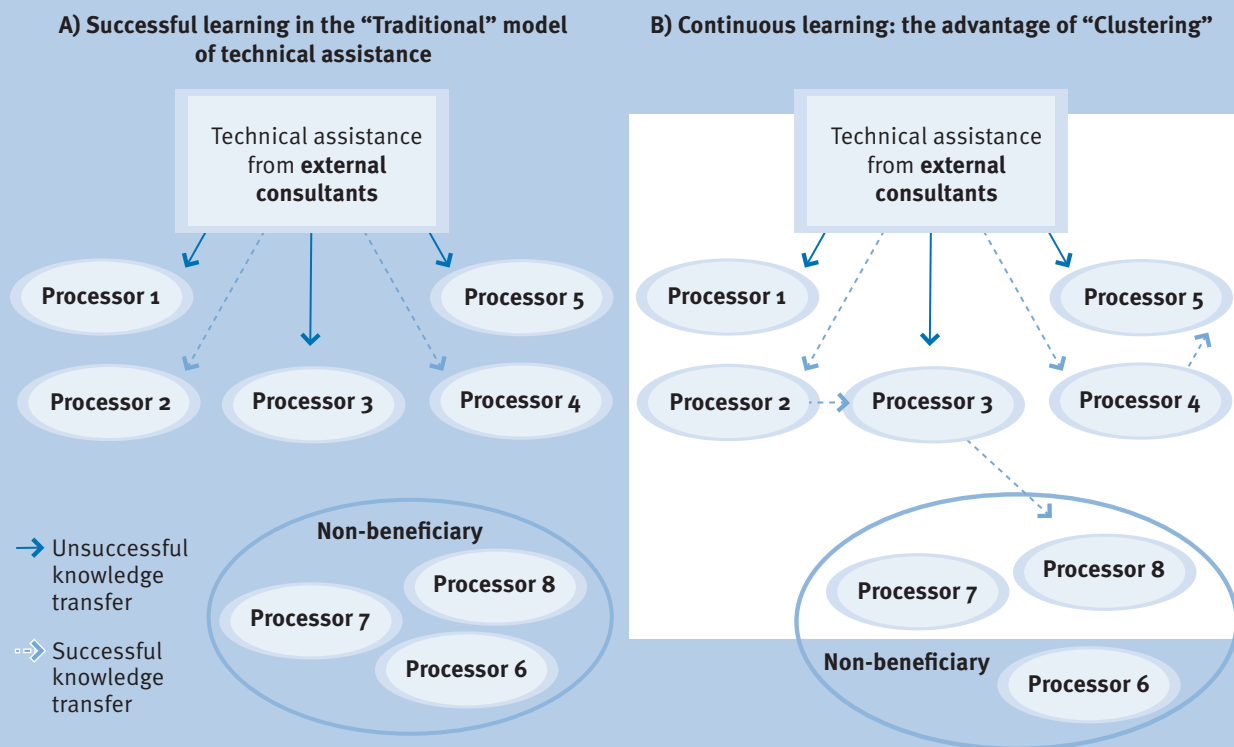 A) Successful learning in the “Traditional” model
of technical assistance
Technical assistance
from external
consultants
Processor 1
Processor 5
Processor 2
Processor 3
Processor 4
Non-beneficiary
Processor 8
Processor 7
Processor 6
Unsuccessful
knowledge
transfer
Successful
knowledge
transfer
B) Continuous learning: the advantage of “Clustering”
Technical assistance
from external
consultants
Processor 1
Processor 5
Processor 2
Processor 3
Processor 4
Processor 8
Processor 7
Non-beneficiary
Processor 6